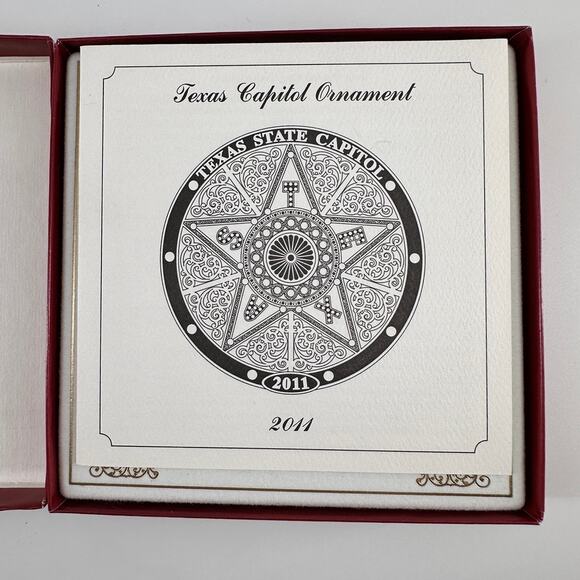 Texas Capitol Ornament
TEXAS STATE CAPITOL
T E X A S
2011
2011